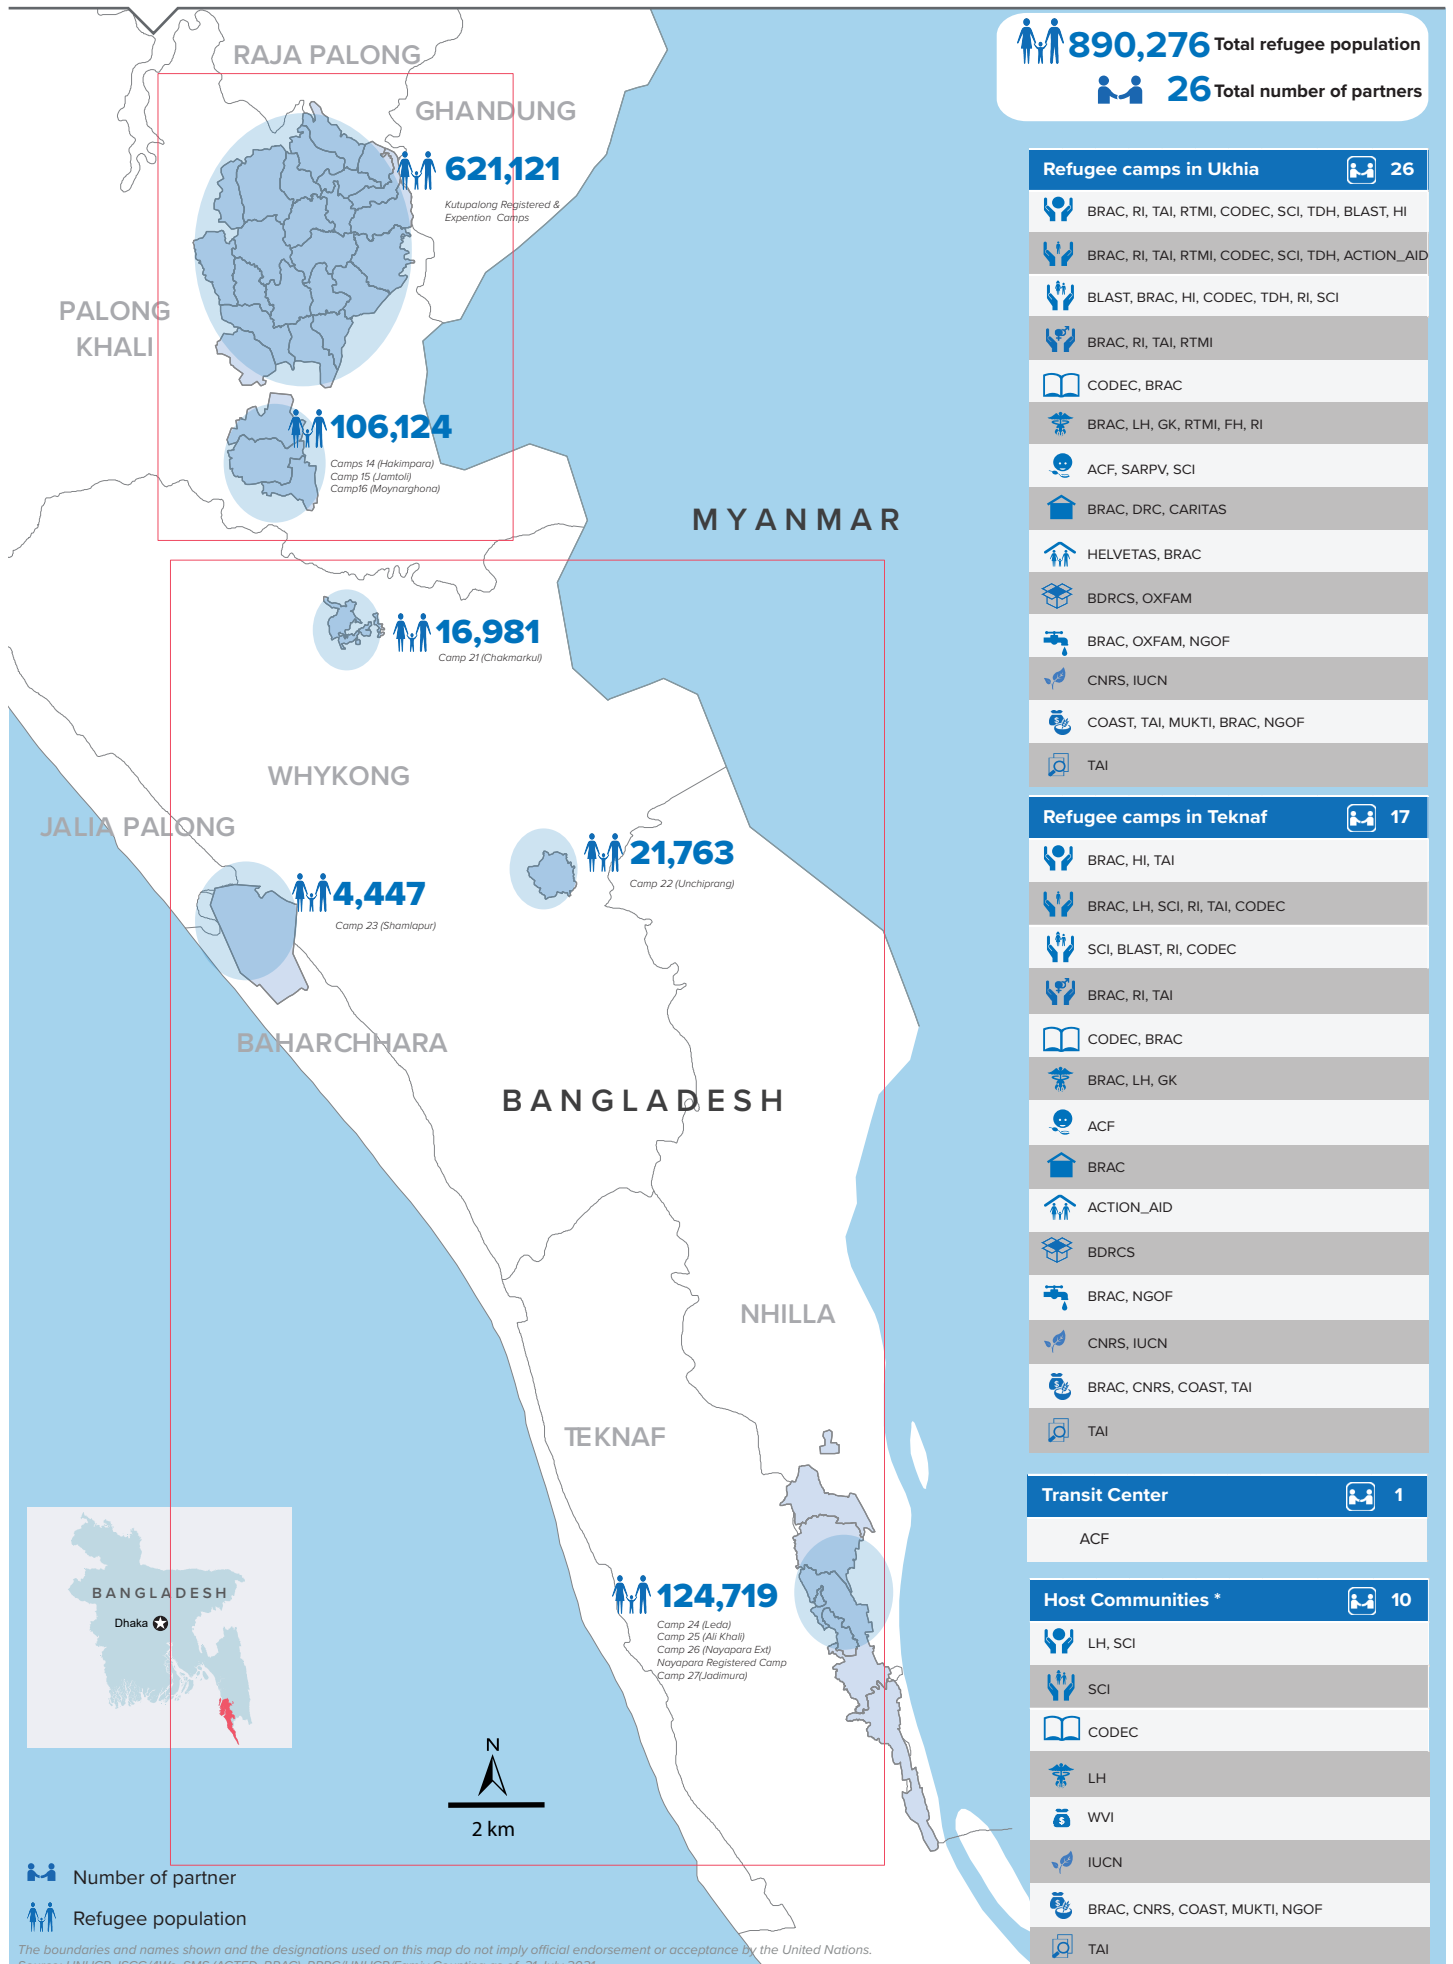 RAJA PALONG
GHANDUNG
621,121
Kutupalong Registered &
Expention Camps
PALONG
KHALI
106,124
Camps 14 (Hakimpara)
Camp 15 (Jamtoli)
Camp16 (Moynarghona)
MYANMAR
16,981
Camp 21 (Chakmarkul)
WHYKONG
JALIA PALONG
21,763
Camp 22 (Unchiprang)
4,447
Camp 23 (Shamlapur)
BAHARCHHARA
BANGLADESH
NHILLA
TEKNAF
124,719
Camp 24 (Leda)
Camp 25 (Ali Khali)
Camp 26 (Nayapara Ext)
Nayapara Registered Camp
Camp 27(Jadimura)
BANGLADESH
Dhaka
N
2 km
Number of partner
Refugee population
The boundaries and names shown and the designations used on this map do not imply official endorsement or acceptance by the United Nations.
890,276 Total refugee population
26 Total number of partners
Refugee camps in Ukhia 26
BRAC, RI, TAI, RTMI, CODEC, SCI, TDH, BLAST, HI
BRAC, RI, TAI, RTMI, CODEC, SCI, TDH, ACTION_AID
BLAST, BRAC, HI, CODEC, TDH, RI, SCI
BRAC, RI, TAI, RTMI
CODEC, BRAC
BRAC, LH, GK, RTMI, FH, RI
ACF, SARPV, SCI
BRAC, DRC, CARITAS
HELVETAS, BRAC
BDRCS, OXFAM
BRAC, OXFAM, NGOF
CNRS, IUCN
COAST, TAI, MUKTI, BRAC, NGOF
TAI
Refugee camps in Teknaf 17
BRAC, HI, TAI
BRAC, LH, SCI, RI, TAI, CODEC
SCI, BLAST, RI, CODEC
BRAC, RI, TAI
CODEC, BRAC
BRAC, LH, GK
ACF
BRAC
ACTION_AID
BDRCS
BRAC, NGOF
CNRS, IUCN
BRAC, CNRS, COAST, TAI
TAI
Transit Center 1
ACF
Host Communities * 10
LH, SCI
SCI
CODEC
LH
WVI
IUCN
BRAC, CNRS, COAST, MUKTI, NGOF
TAI